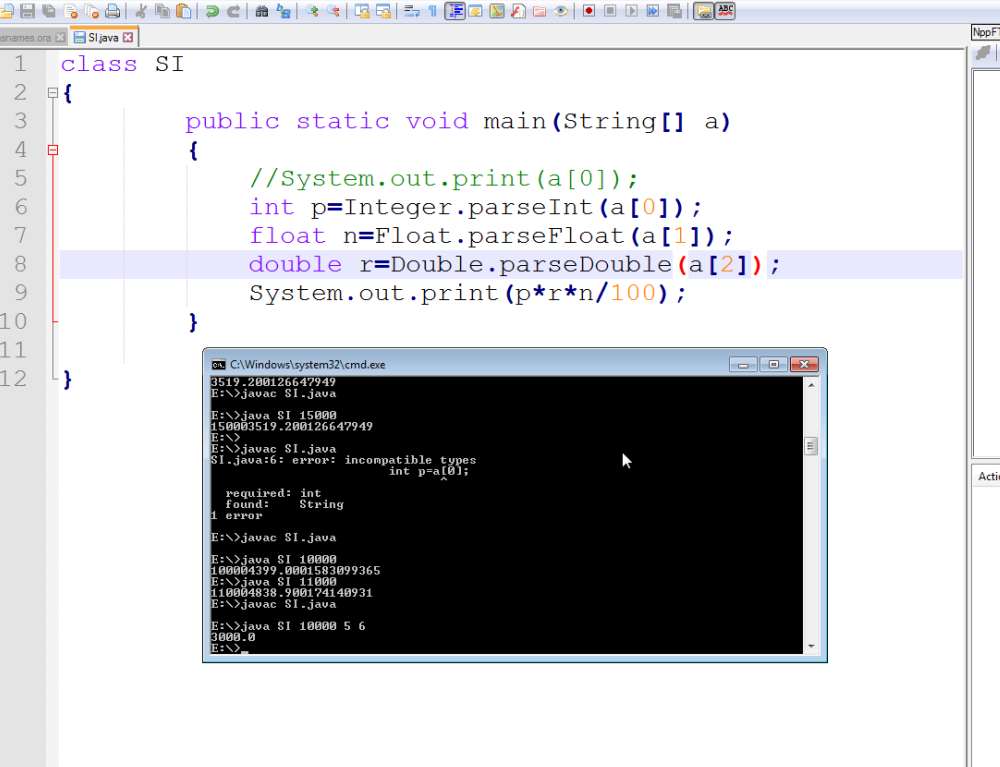 ABC
snames.ora
SI.java
NppFT
1 class SI
2 {
3 public static void main(String[] a)
4 {
5 //System.out.print(a[0]);
6 int p=Integer.parseInt(a[0]);
7 float n=Float.parseFloat(a[1]);
8 double r=Double.parseDouble(a[2]);
9 System.out.print(p*r*n/100);
10 }
11
12 }
C:\Windows\system32\cmd.exe
3519.200126647949
E:\>javac SI.java
E:\>java SI 15000
150003519.200126647949
E:\>
E:\>javac SI.java
SI.java:6: error: incompatible types
int p=a[0];
^
required: int
found: String
1 error
E:\>javac SI.java
E:\>java SI 10000
100004399.0001583099365
E:\>java SI 11000
110004838.900174140931
E:\>javac SI.java
E:\>java SI 10000 5 6
3000.0
E:\>_
Actio